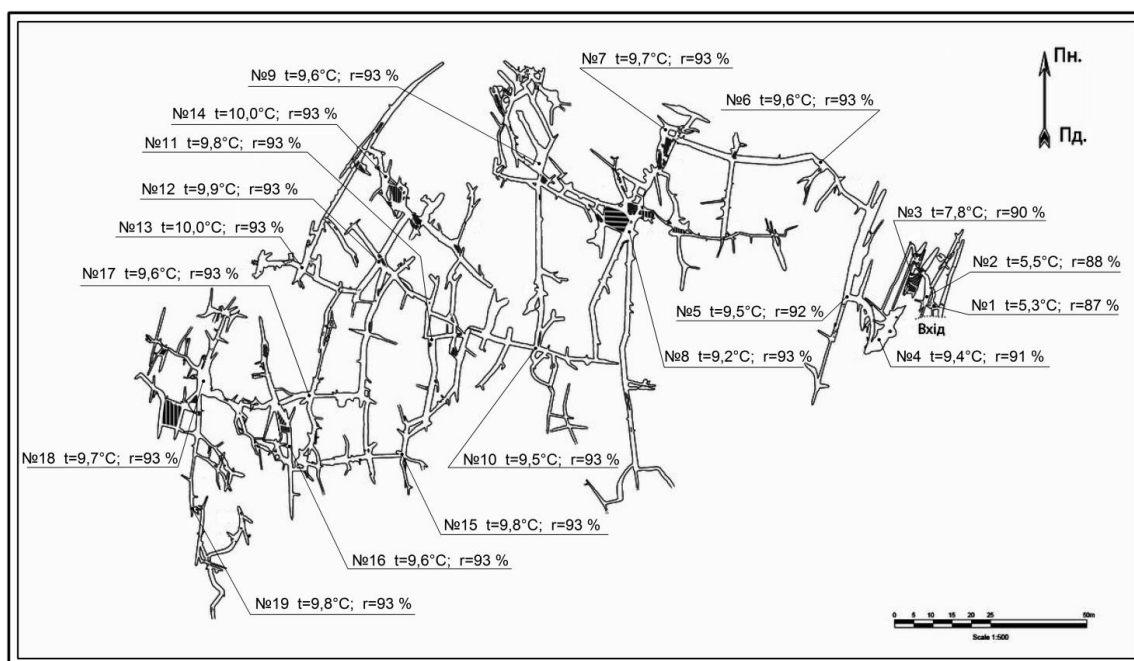 №7 t=9,7°C; r=93 %
Пн.
№9 t=9,6°C; r=93 %
№6 t=9,6°C; r=93 %
№14 t=10,0°C; r=93 %
Пд.
№11 t=9,8°C; r=93 %
№12 t=9,9°C; r=93 %
№3 t=7,8°C; r=90 %
№13 t=10,0°C; r=93 %
№2 t=5,5°C; r=88 %
№17 t=9,6°C; r=93 %
№1 t=5,3°C; r=87 %
№5 t=9,5°C; r=92 %
Вхід
№8 t=9,2°C; r=93 %
№4 t=9,4°C; r=91 %
№18 t=9,7°C; r=93 %
№10 t=9,5°C; r=93 %
№15 t=9,8°C; r=93 %
№16 t=9,6°C; r=93 %
№19 t=9,8°C; r=93 %
0 5 10 15 20 25 50m
Scale 1:500